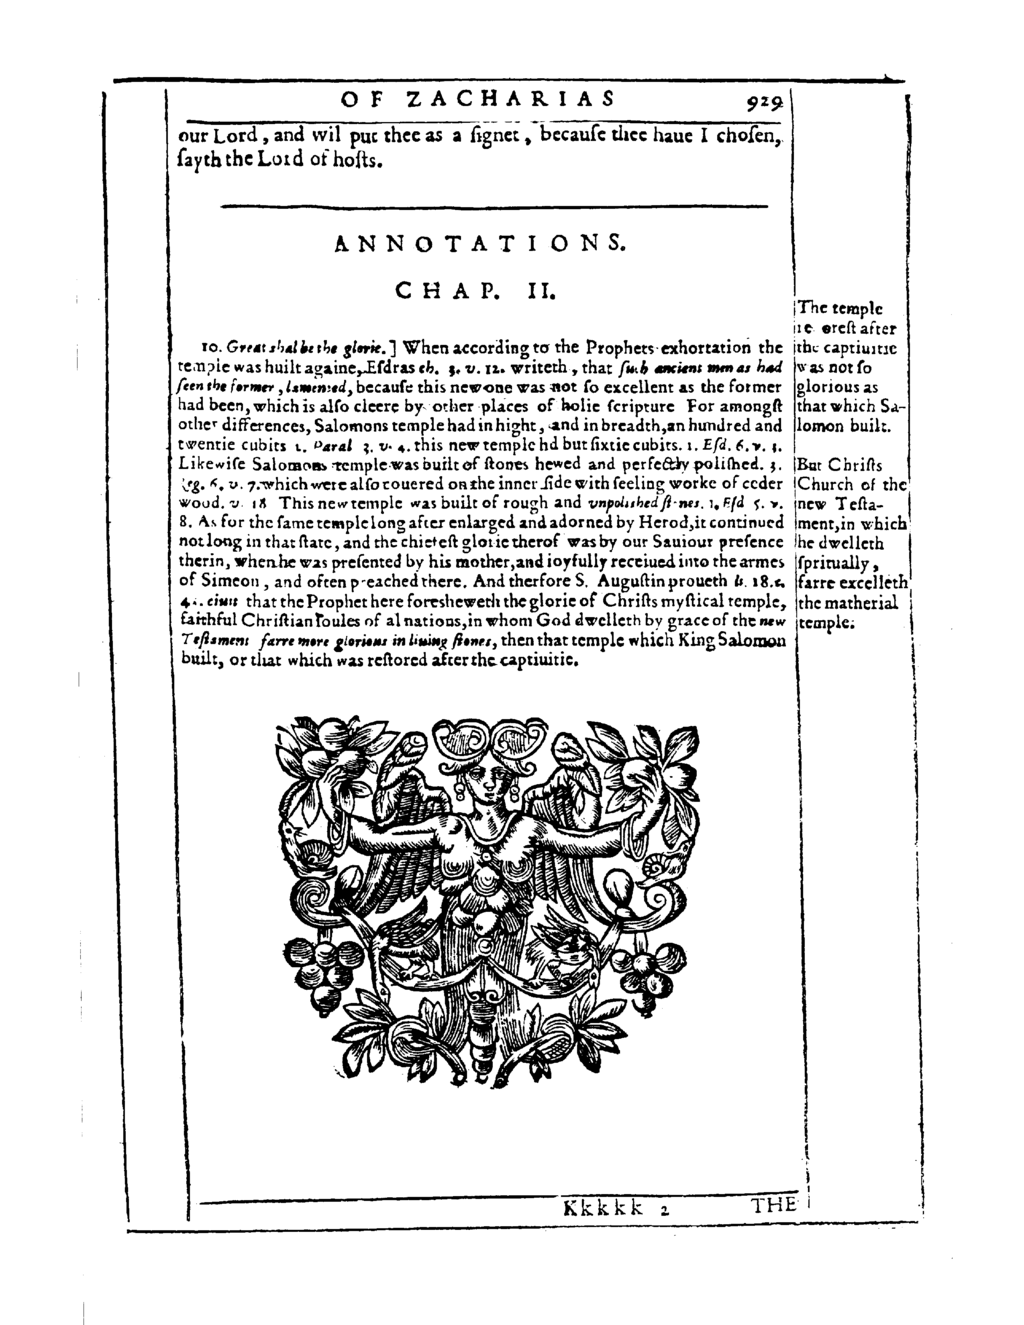 OF ZACHARIAS 929
our Lord, and wil put thee as a ſignet, becauſe thee haue I choſen,
ſayth the Lord of hoſts.
ANNOTATIONS.
CHAP. II.
10. Great shal be the glorie.] When according to the Prophets exhortation the
temple was built againe, Eſdras ch. 3. v. 12. writeth, that ſuch ancient men as had
ſeen the former, lamented, becauſe this new one was not ſo excellent as the former
had been, which is alſo cleere by other places of holie ſcripture For amongſt
other differences, Salomons temple had in hight, and in breadth, an hundred and
twentie cubits 2. Paral 3. v. 4. this new temple hd but ſixtie cubits. 1. Eſd. 6. v. 3.
Likewiſe Salomons temple was built of ſtones hewed and perfectly poliſhed. 3.
Reg. 6. v. 7. which were alſo couered on the inner ſide with ſeeling worke of ceder
wood. v. 18 This new temple was built of rough and vnpolished ſtones. 1. Eſd 5. v.
8. As for the ſame temple long after enlarged and adorned by Herod, it continued
not long in that ſtate, and the chiefeſt glorie therof was by our Sauiour preſence
therin, when he was preſented by his mother, and ioyfully receiued into the armes
of Simeon, and often preached there. And therfore S. Auguſtin proueth li. 18. c.
4 . ciuit that the Prophet here foresheweth the glorie of Chriſts myſtical temple,
faithful Chriſtian ſoules of al nations, in whom God dwelleth by grace of the new
Teſtament farre more glorious in liuing ſtones, then that temple which King Salomon
built, or that which was reſtored after the captiuitie.
The temple
re ereſt after
the captiuitie
was not ſo
glorious as
that which Sa-
lomon built.
But Chriſts
Church of the
new Teſta-
ment, in which
he dwelleth
ſpritually,
farre excelleth
the matherial
temple.
Kkkkk 2 THE